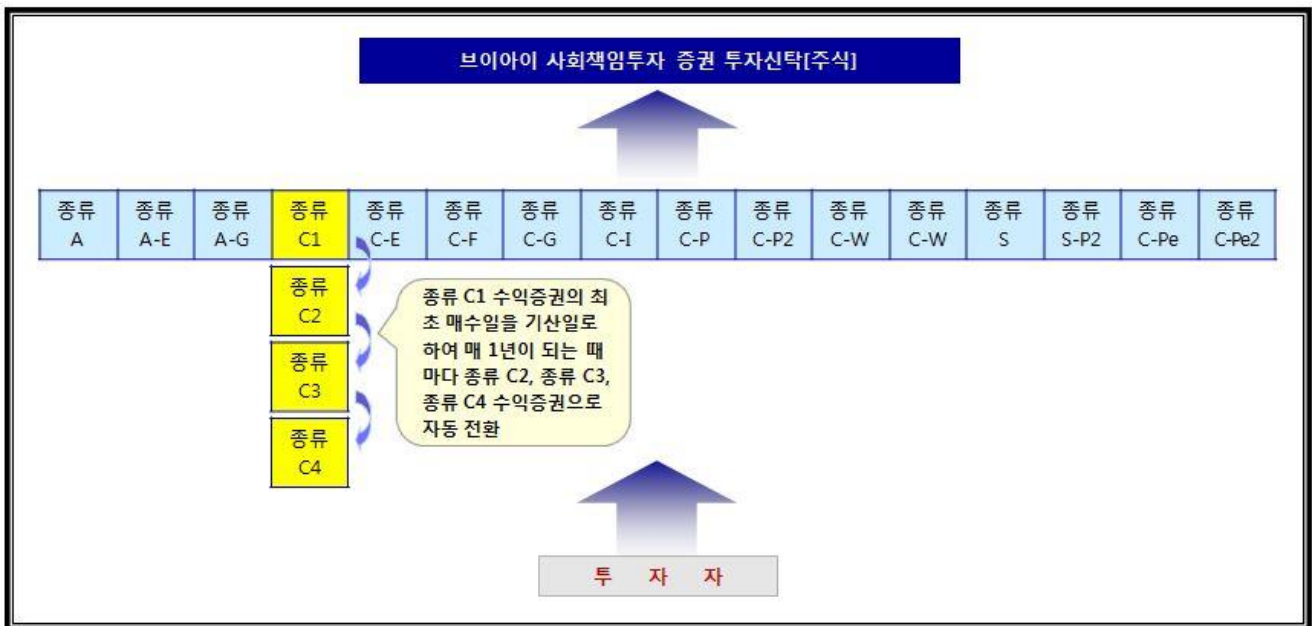 브이아이 사회책임투자 증권 투자신탁[주식]
종류 종류 종류 종류 종류 종류 종류 종류 종류 종류 종류 종류 종류 종류 종류 종류
A A-E A-G C1 C-E C-F C-G C-I C-P C-P2 C-W C-W S S-P2 C-Pe C-Pe2
종류
C2
종류
C3
종류
C4
종류 C1 수익증권의 최
초 매수일을 기산일로
하여 매 1년이 되는 때
마다 종류 C2, 종류 C3,
종류 C4 수익증권으로
자동 전환
투 자 자